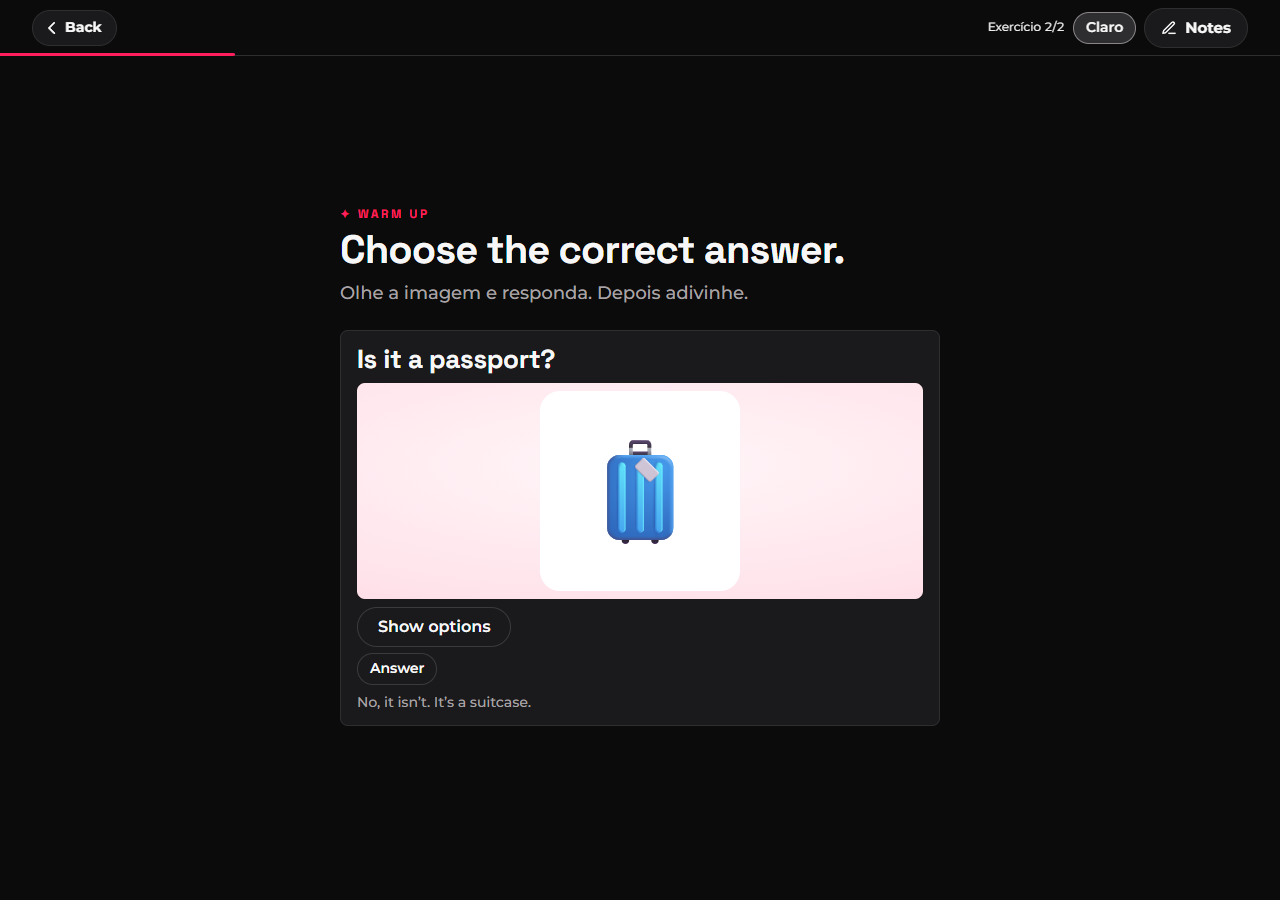 Back
Exercício 2/2
Claro
Notes
✦ WARM UP
Choose the correct answer.
Olhe a imagem e responda. Depois adivinhe.
Is it a passport?
Show options
Answer
No, it isn’t. It’s a suitcase.